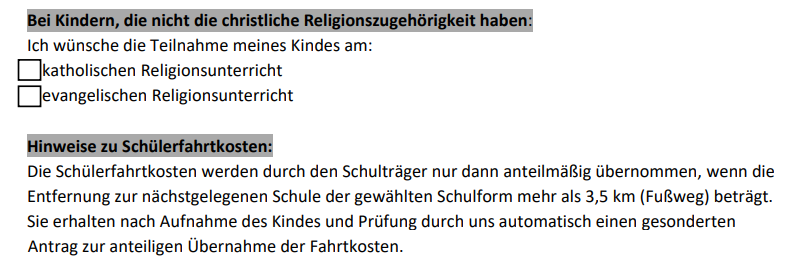 Bei Kindern, die nicht die christliche Religionszugehörigkeit haben:
Ich wünsche die Teilnahme meines Kindes am:
katholischen Religionsunterricht
evangelischen Religionsunterricht
Hinweise zu Schülerfahrtkosten:
Die Schülerfahrtkosten werden durch den Schulträger nur dann anteilmäßig übernommen, wenn die
Entfernung zur nächstgelegenen Schule der gewählten Schulform mehr als 3,5 km (Fußweg) beträgt.
Sie erhalten nach Aufnahme des Kindes und Prüfung durch uns automatisch einen gesonderten
Antrag zur anteiligen Übernahme der Fahrtkosten.